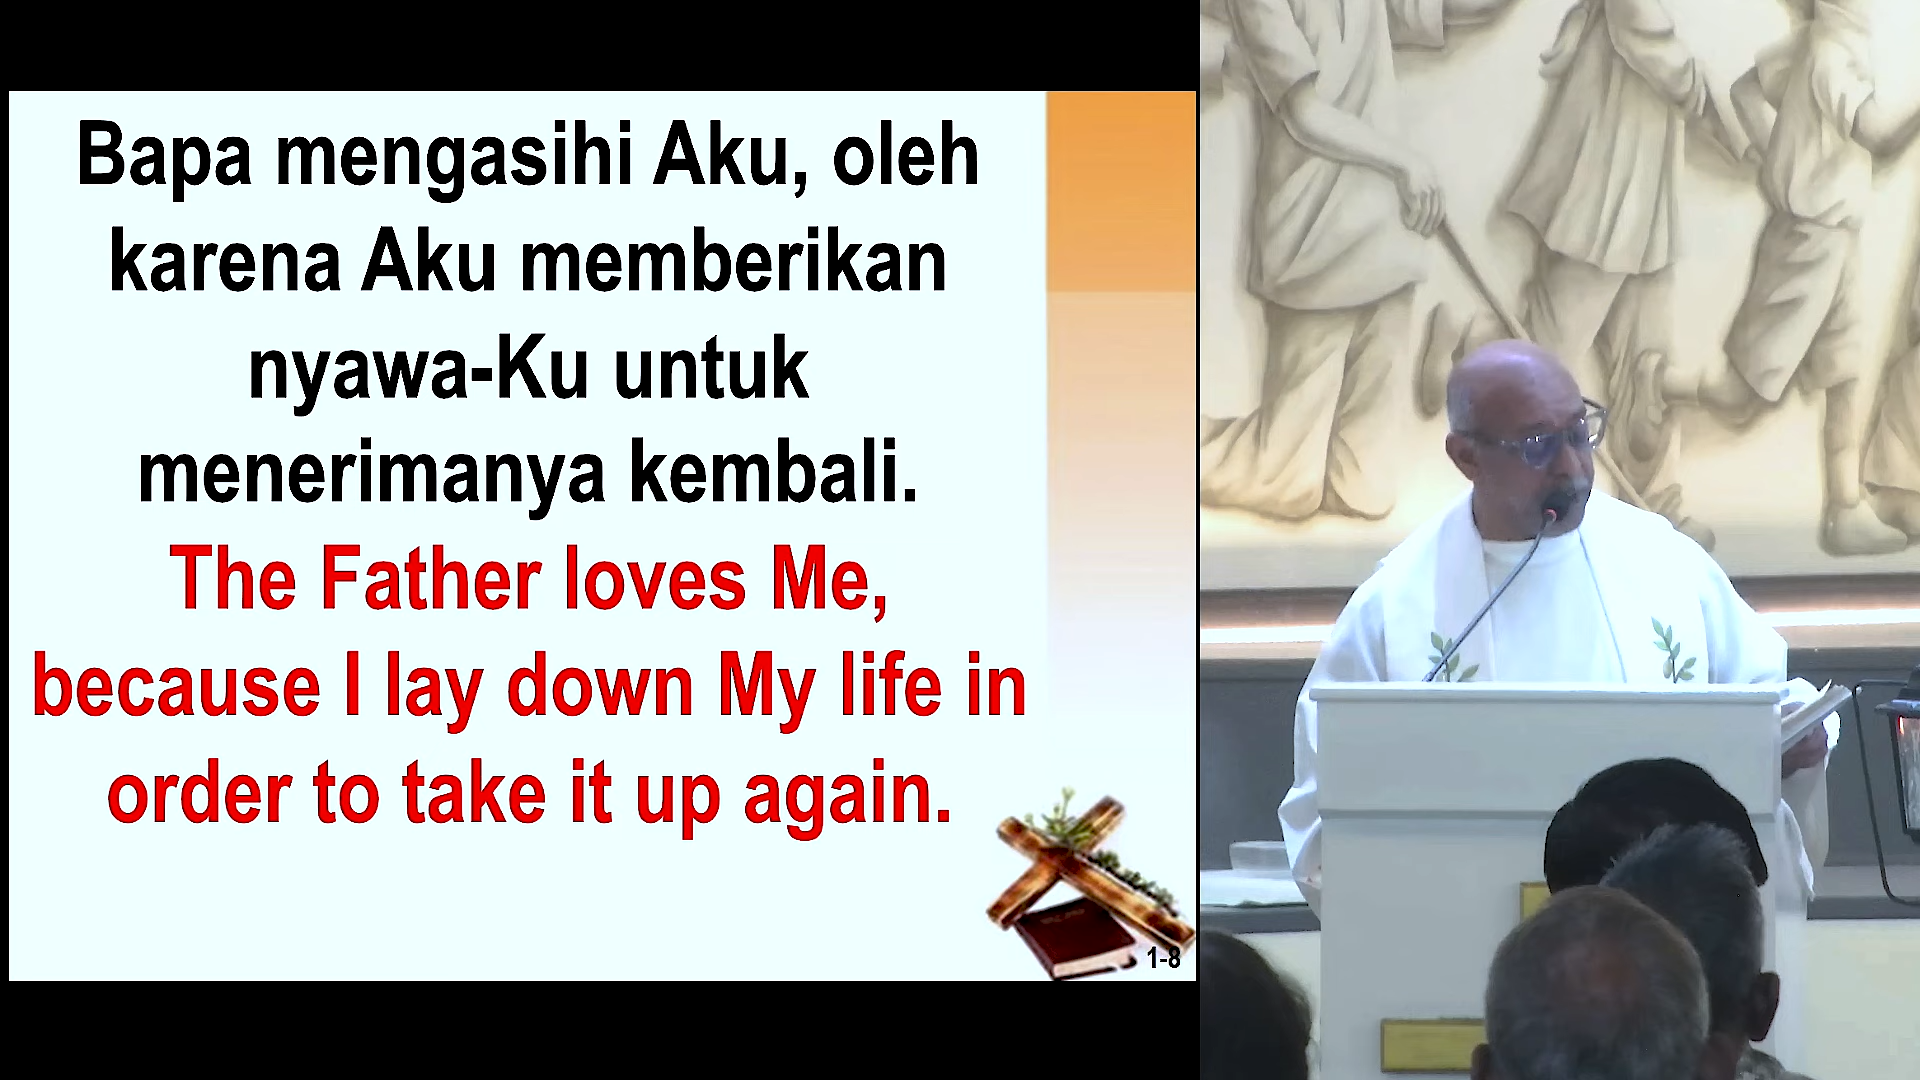 Bapa mengasihi Aku, oleh
karena Aku memberikan
nyawa-Ku untuk
menerimanya kembali.
The Father loves Me,
because I lay down My life in
order to take it up again.
1-8